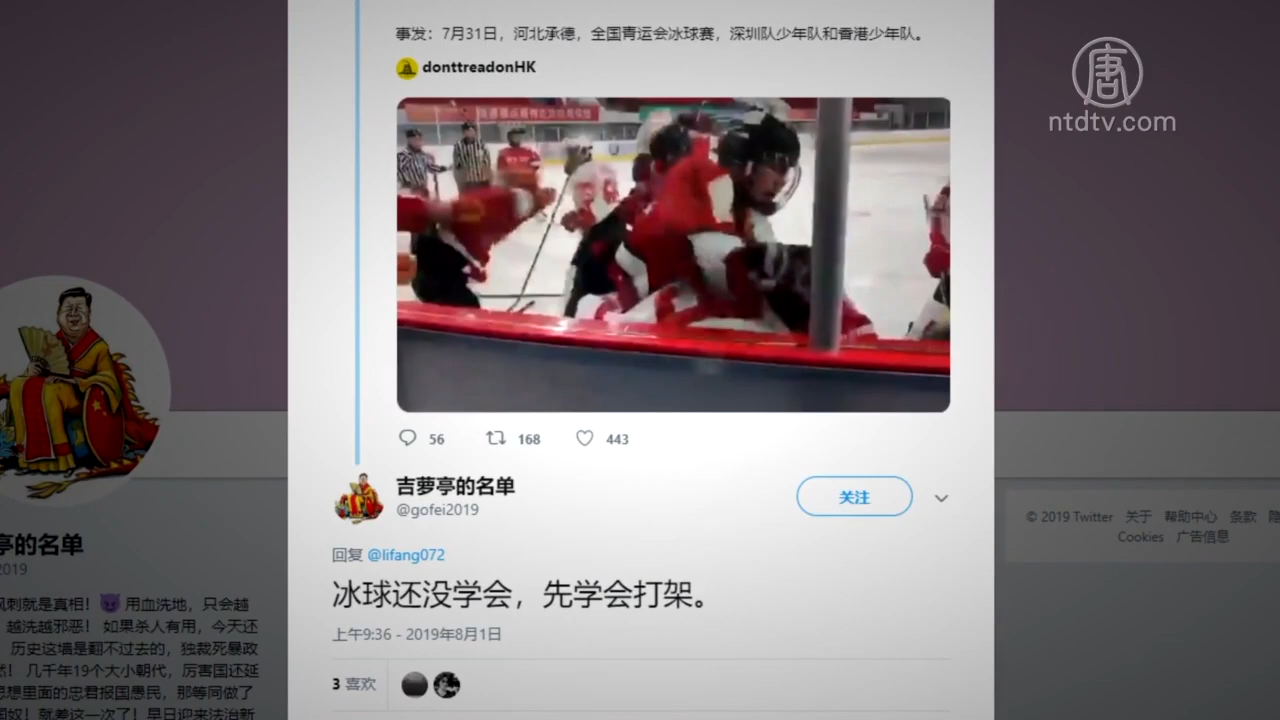 事发：7月31日，河北承德，全国青运会冰球赛，深圳队少年队和香港少年队。
donttreadonHK
唐
ntdtv.com
56 168 443
吉萝亭的名单
@gofei2019
关注
回复 @lifang072
冰球还没学会，先学会打架。
上午9:36 - 2019年8月1日
3 喜欢
亭的名单
2019
刺就是真相！😈 用血洗地，只会越
越洗越邪恶！ 如果杀人有用，今天还
历史这墙是翻不过去的，独裁死暴政
！ 几千年19个大小朝代，厉害国还延
想里面的忠君报国愚民，那等同做了
奴！就差这一次了！早日迎来法治新
© 2019 Twitter 关于 帮助中心 条款
Cookies 广告信息